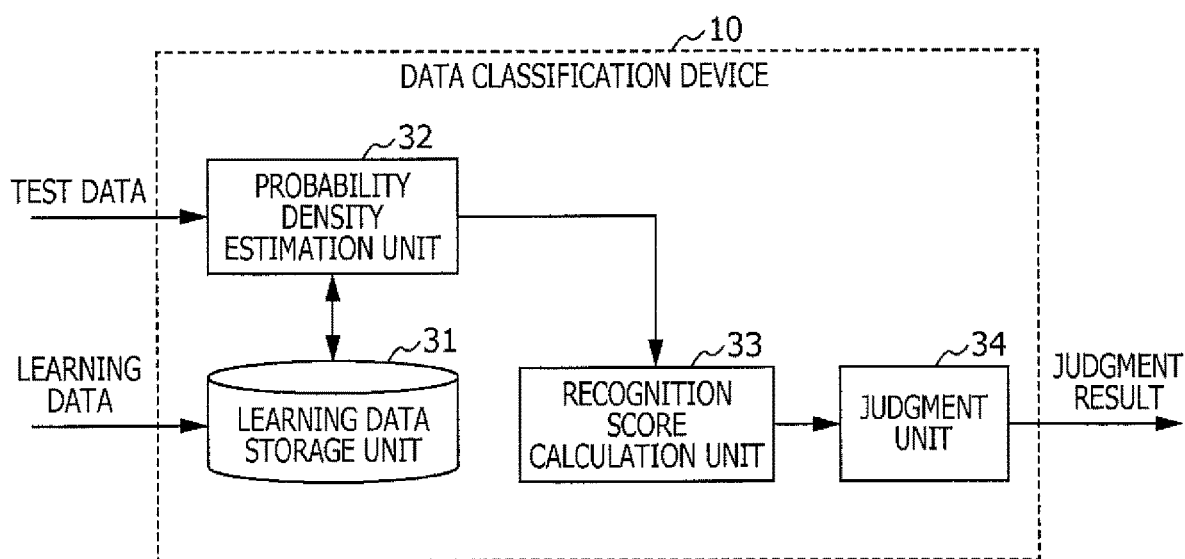 10
DATA CLASSIFICATION DEVICE
32
TEST DATA
PROBABILITY
DENSITY
ESTIMATION UNIT
31
LEARNING
DATA
LEARNING DATA
STORAGE UNIT
33
RECOGNITION
SCORE
CALCULATION UNIT
34
JUDGMENT
UNIT
JUDGMENT
RESULT